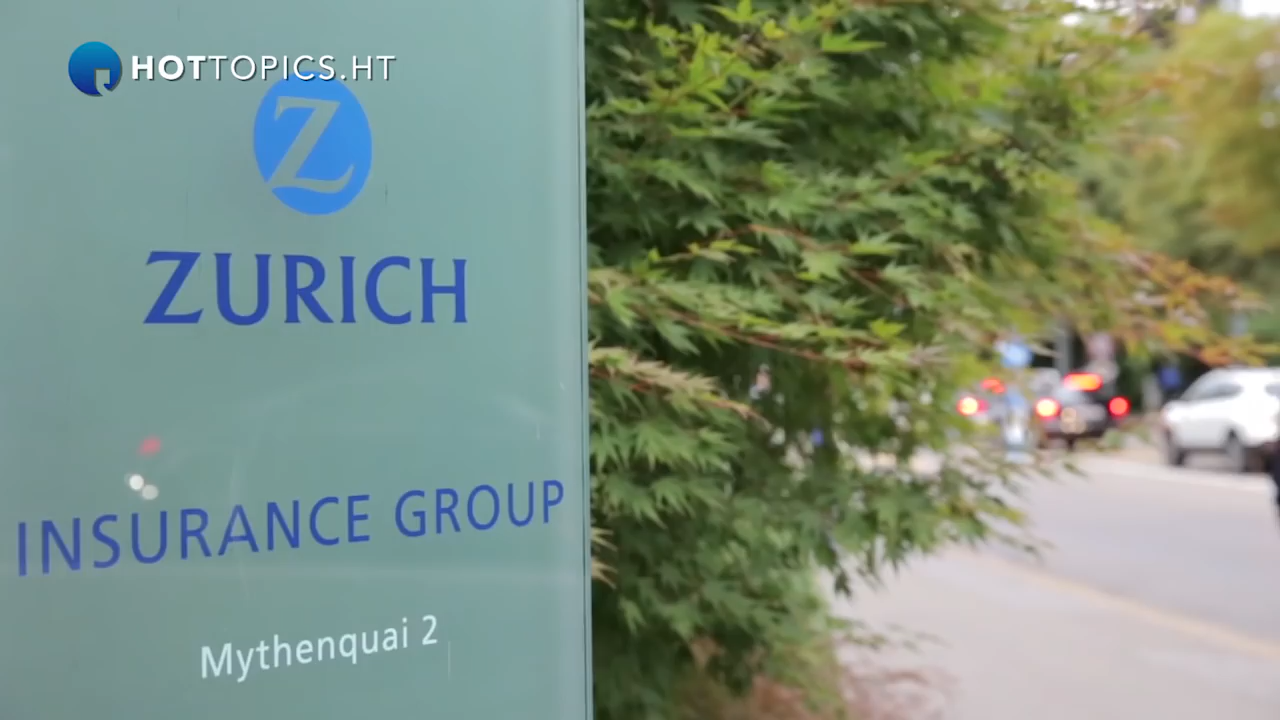 HOTTOPICS.HT
Z
ZURICH
INSURANCE GROUP
Mythenquai 2